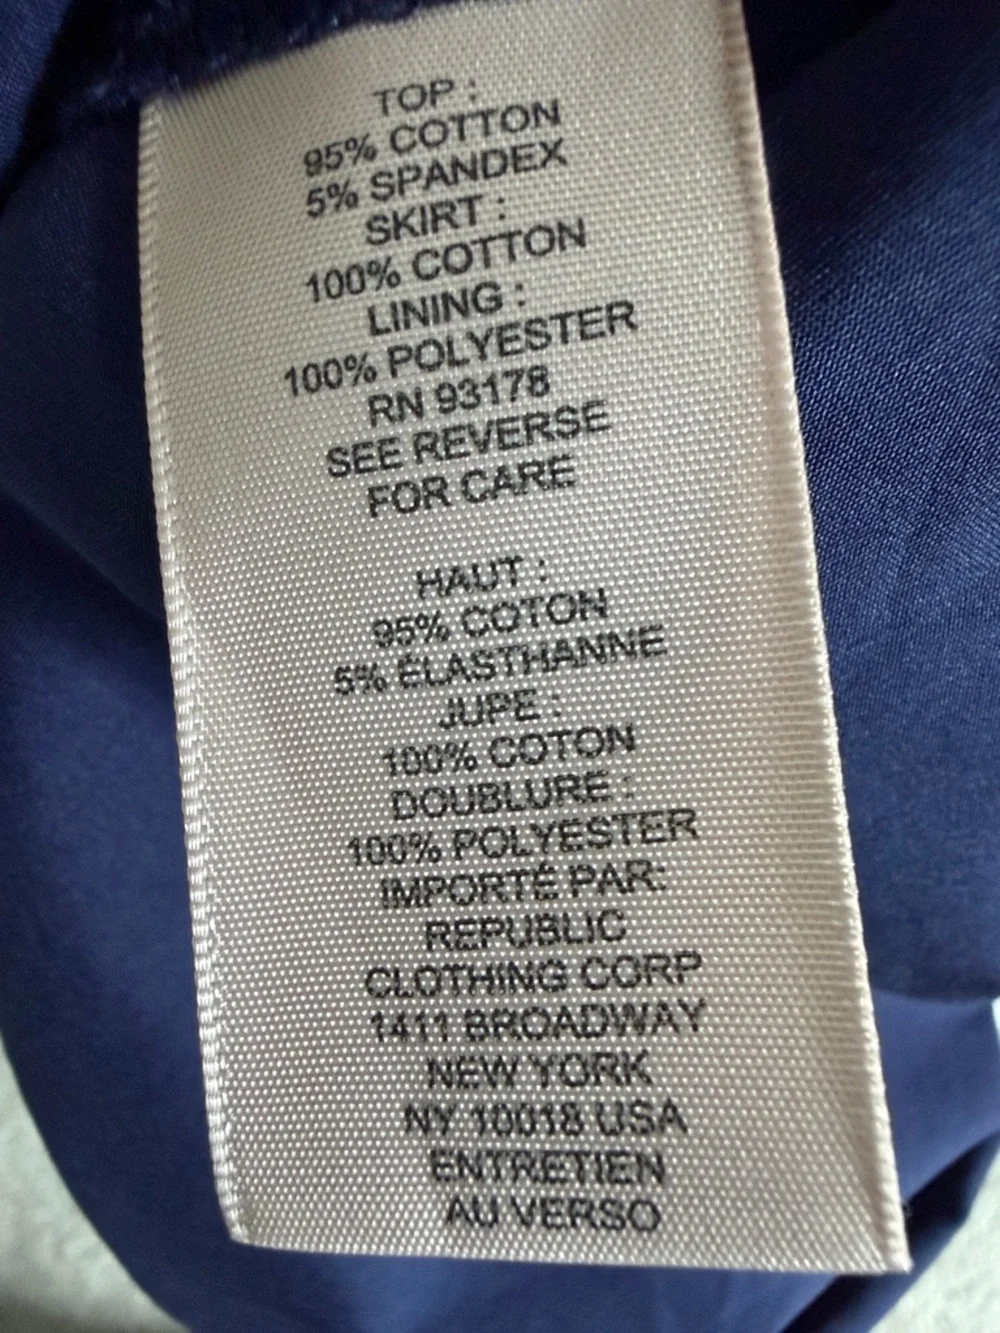 TOP :
95% COTTON
5% SPANDEX
SKIRT :
100% COTTON
LINING :
100% POLYESTER
RN 93178
SEE REVERSE
FOR CARE
HAUT :
95% COTON
5% ÉLASTHANNE
JUPE :
100% COTON
DOUBLURE :
100% POLYESTER
IMPORTÉ PAR:
REPUBLIC
CLOTHING CORP
1411 BROADWAY
NEW YORK
NY 10018 USA
ENTRETIEN
AU VERSO